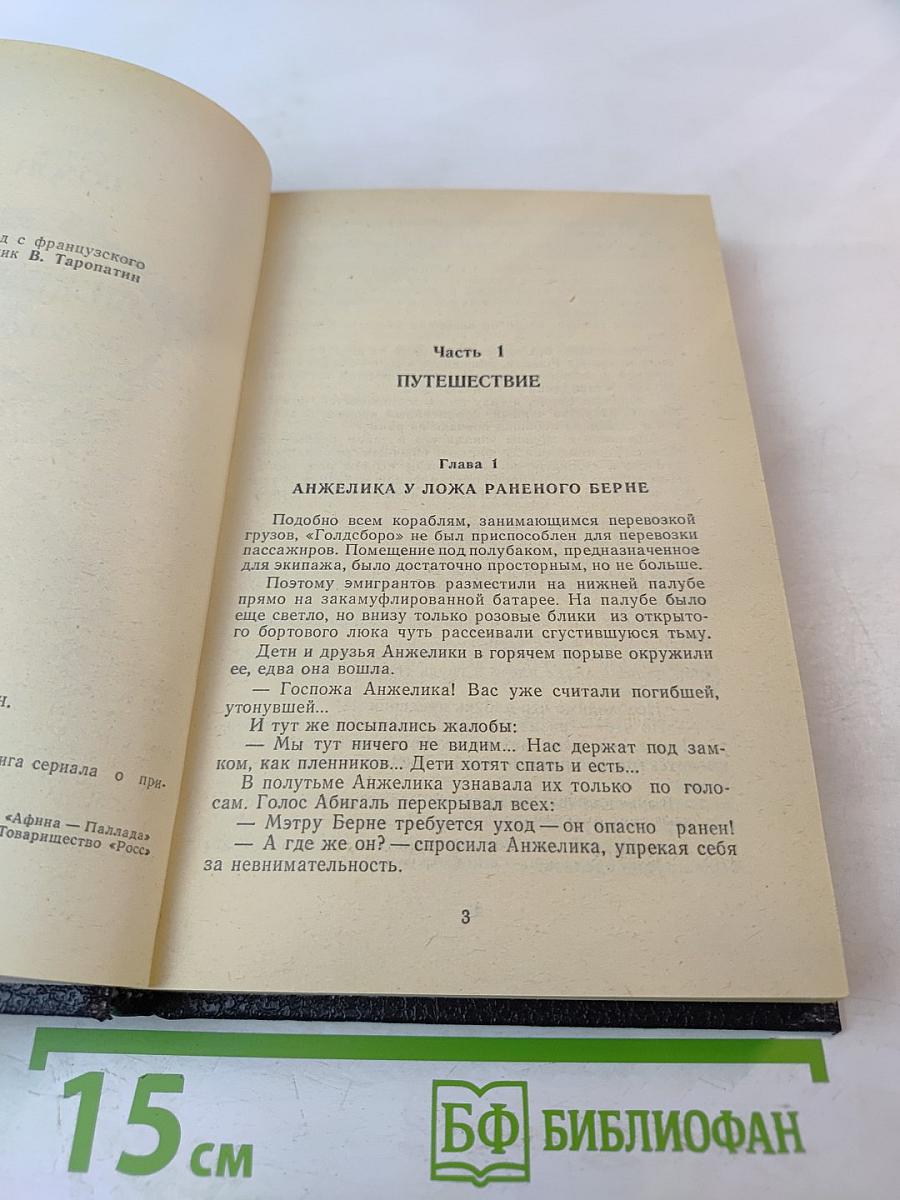 д с французского
ик В. Таропатин
Н.
ига сериала о при-
«Афина — Паллада»
Товарищество «Росс»
Часть 1
ПУТЕШЕСТВИЕ
Глава 1
АНЖЕЛИКА У ЛОЖА РАНЕНОГО БЕРНЕ
Подобно всем кораблям, занимающимся перевозкой
грузов, «Голдсборо» не был приспособлен для перевозки
пассажиров. Помещение под полубаком, предназначенное
для экипажа, было достаточно просторным, но не больше.
Поэтому эмигрантов разместили на нижней палубе
прямо на закамуфлированной батарее. На палубе было
еще светло, но внизу только розовые блики из открыто-
го бортового люка чуть рассеивали сгустившуюся тьму.
Дети и друзья Анжелики в горячем порыве окружили
ее, едва она вошла.
— Госпожа Анжелика! Вас уже считали погибшей,
утонувшей...
И тут же посыпались жалобы:
— Мы тут ничего не видим... Нас держат под зам-
ком, как пленников... Дети хотят спать и есть...
В полутьме Анжелика узнавала их только по голо-
сам. Голос Абигаль перекрывал всех:
— Мэтру Берне требуется уход — он опасно ранен!
— А где же он? — спросила Анжелика, упрекая себя
за невнимательность.
3
15 см
БФ БИБЛИОФАН